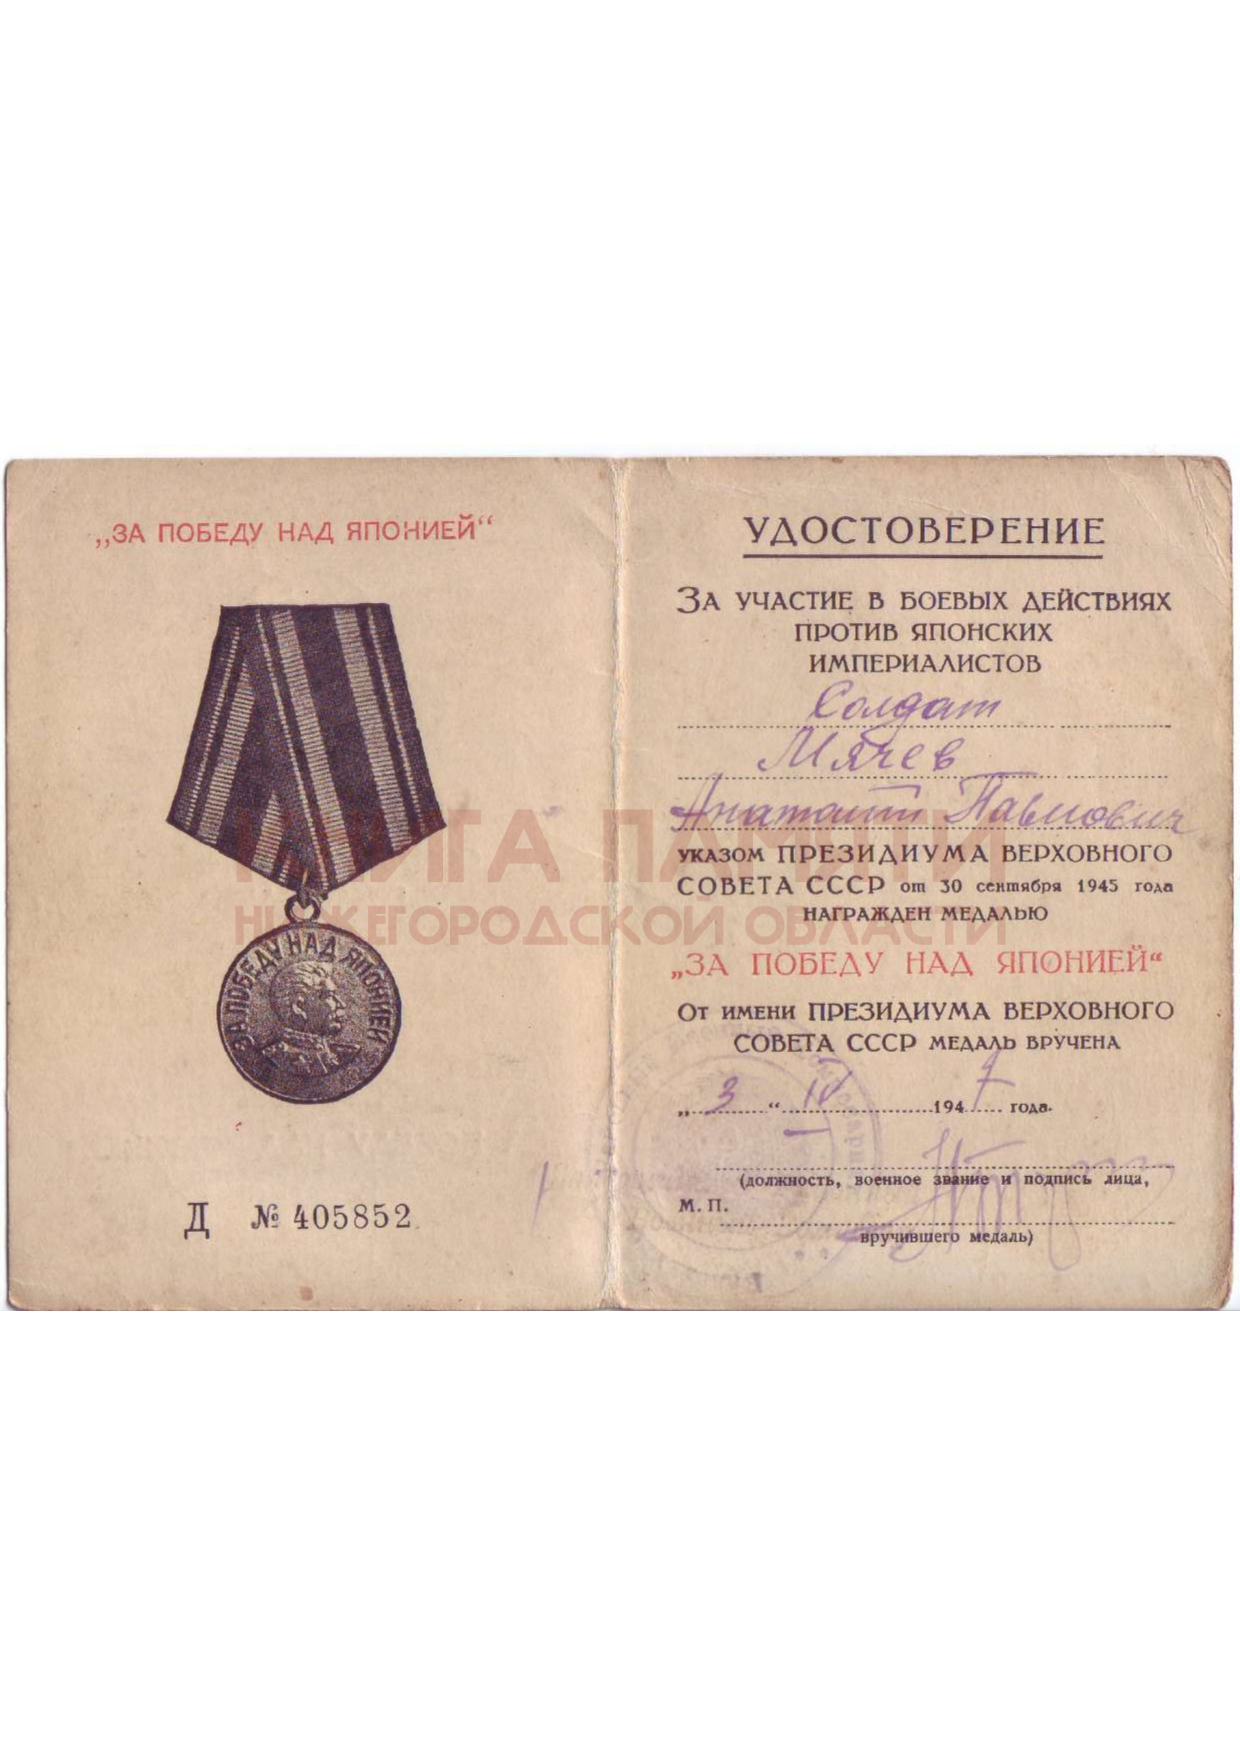 „ЗА ПОБЕДУ НАД ЯПОНИЕЙ“
ЗА ПОБЕДУ НАД ЯПОНИЕЙ
Д № 405852
УДОСТОВЕРЕНИЕ
ЗА УЧАСТИЕ В БОЕВЫХ ДЕЙСТВИЯХ
ПРОТИВ ЯПОНСКИХ
ИМПЕРИАЛИСТОВ
Солдат
Мячев
Анатолий Павлович
УКАЗОМ ПРЕЗИДИУМА ВЕРХОВНОГО
СОВЕТА СССР от 30 сентября 1945 года
НАГРАЖДЕН МЕДАЛЬЮ
„ЗА ПОБЕДУ НАД ЯПОНИЕЙ“
ОТ ИМЕНИ ПРЕЗИДИУМА ВЕРХОВНОГО
СОВЕТА СССР МЕДАЛЬ ВРУЧЕНА
„3“ IV 1947 года.
(должность, военное звание и подпись лица,
М. П.
вручившего медаль)
КНИГА ПАМЯТИ
НИЖЕГОРОДСКОЙ ОБЛАСТИ